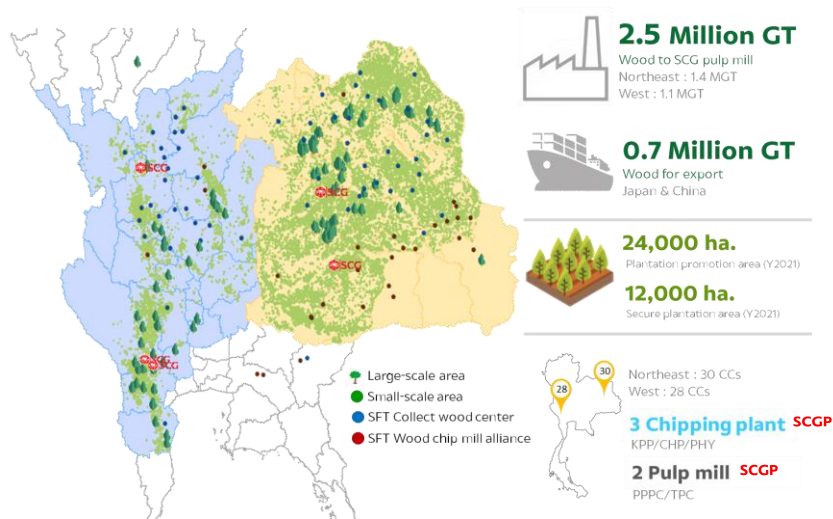 2.5 Million GT
Wood to SCG pulp mill
Northeast : 1.4 MGT
West : 1.1 MGT
0.7 Million GT
Wood for export
Japan & China
24,000 ha.
Plantation promotion area (Y2021)
12,000 ha.
Secure plantation area (Y2021)
SCG
SCG
SCG
SCG
SCG
Large-scale area
Small-scale area
SFT Collect wood center
SFT Wood chip mill alliance
28
30
Northeast : 30 CCs
West : 28 CCs
3 Chipping plant SCGP
KPP/CHP/PHY
2 Pulp mill SCGP
PPPC/TPC